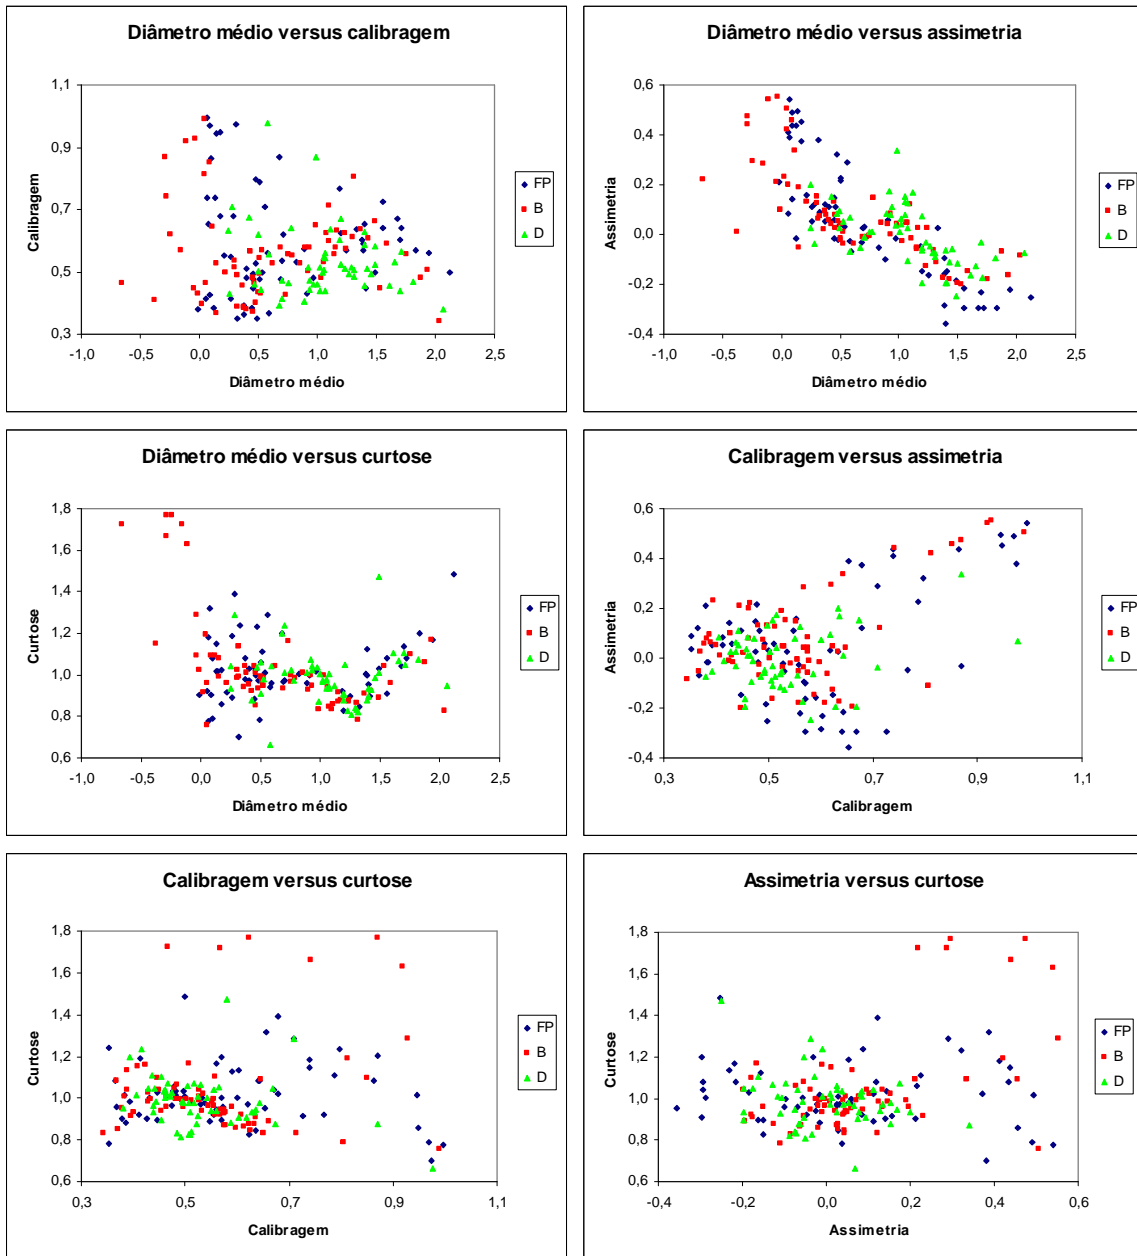 Diâmetro médio versus calibragem
1,1
0,9
0,7
0,5
0,3
Calibragem
-1,0 -0,5 0,0 0,5 1,0 1,5 2,0 2,5
Diâmetro médio
FP
B
D
Diâmetro médio versus assimetria
0,6
0,4
0,2
0,0
-0,2
-0,4
Assimetria
-1,0 -0,5 0,0 0,5 1,0 1,5 2,0 2,5
Diâmetro médio
FP
B
D
Diâmetro médio versus curtose
1,8
1,6
1,4
1,2
1,0
0,8
0,6
Curtose
-1,0 -0,5 0,0 0,5 1,0 1,5 2,0 2,5
Diâmetro médio
FP
B
D
Calibragem versus assimetria
0,6
0,4
0,2
0,0
-0,2
-0,4
Assimetria
0,3 0,5 0,7 0,9 1,1
Calibragem
FP
B
D
Calibragem versus curtose
1,8
1,6
1,4
1,2
1,0
0,8
0,6
Curtose
0,3 0,5 0,7 0,9 1,1
Calibragem
FP
B
D
Assimetria versus curtose
1,8
1,6
1,4
1,2
1,0
0,8
0,6
Curtose
-0,4 -0,2 0,0 0,2 0,4 0,6
Assimetria
FP
B
D